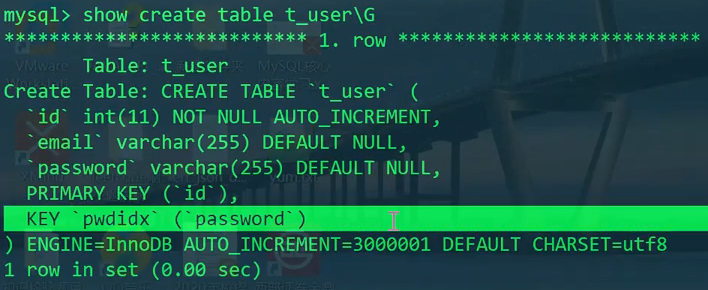 mysql> show create table t_user\G
*************************** 1. row ***************************
Table: t_user
Create Table: CREATE TABLE `t_user` (
`id` int(11) NOT NULL AUTO_INCREMENT,
`email` varchar(255) DEFAULT NULL,
`password` varchar(255) DEFAULT NULL,
PRIMARY KEY (`id`),
KEY `pwdidx` (`password`)
) ENGINE=InnoDB AUTO_INCREMENT=3000001 DEFAULT CHARSET=utf8
1 row in set (0.00 sec)